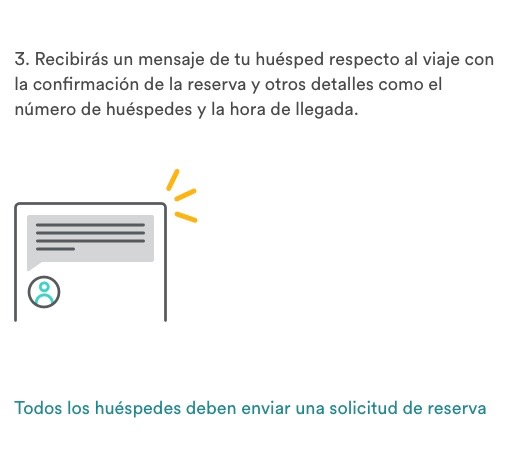 3. Recibirás un mensaje de tu huésped respecto al viaje con
la confirmación de la reserva y otros detalles como el
número de huéspedes y la hora de llegada.
Todos los huéspedes deben enviar una solicitud de reserva